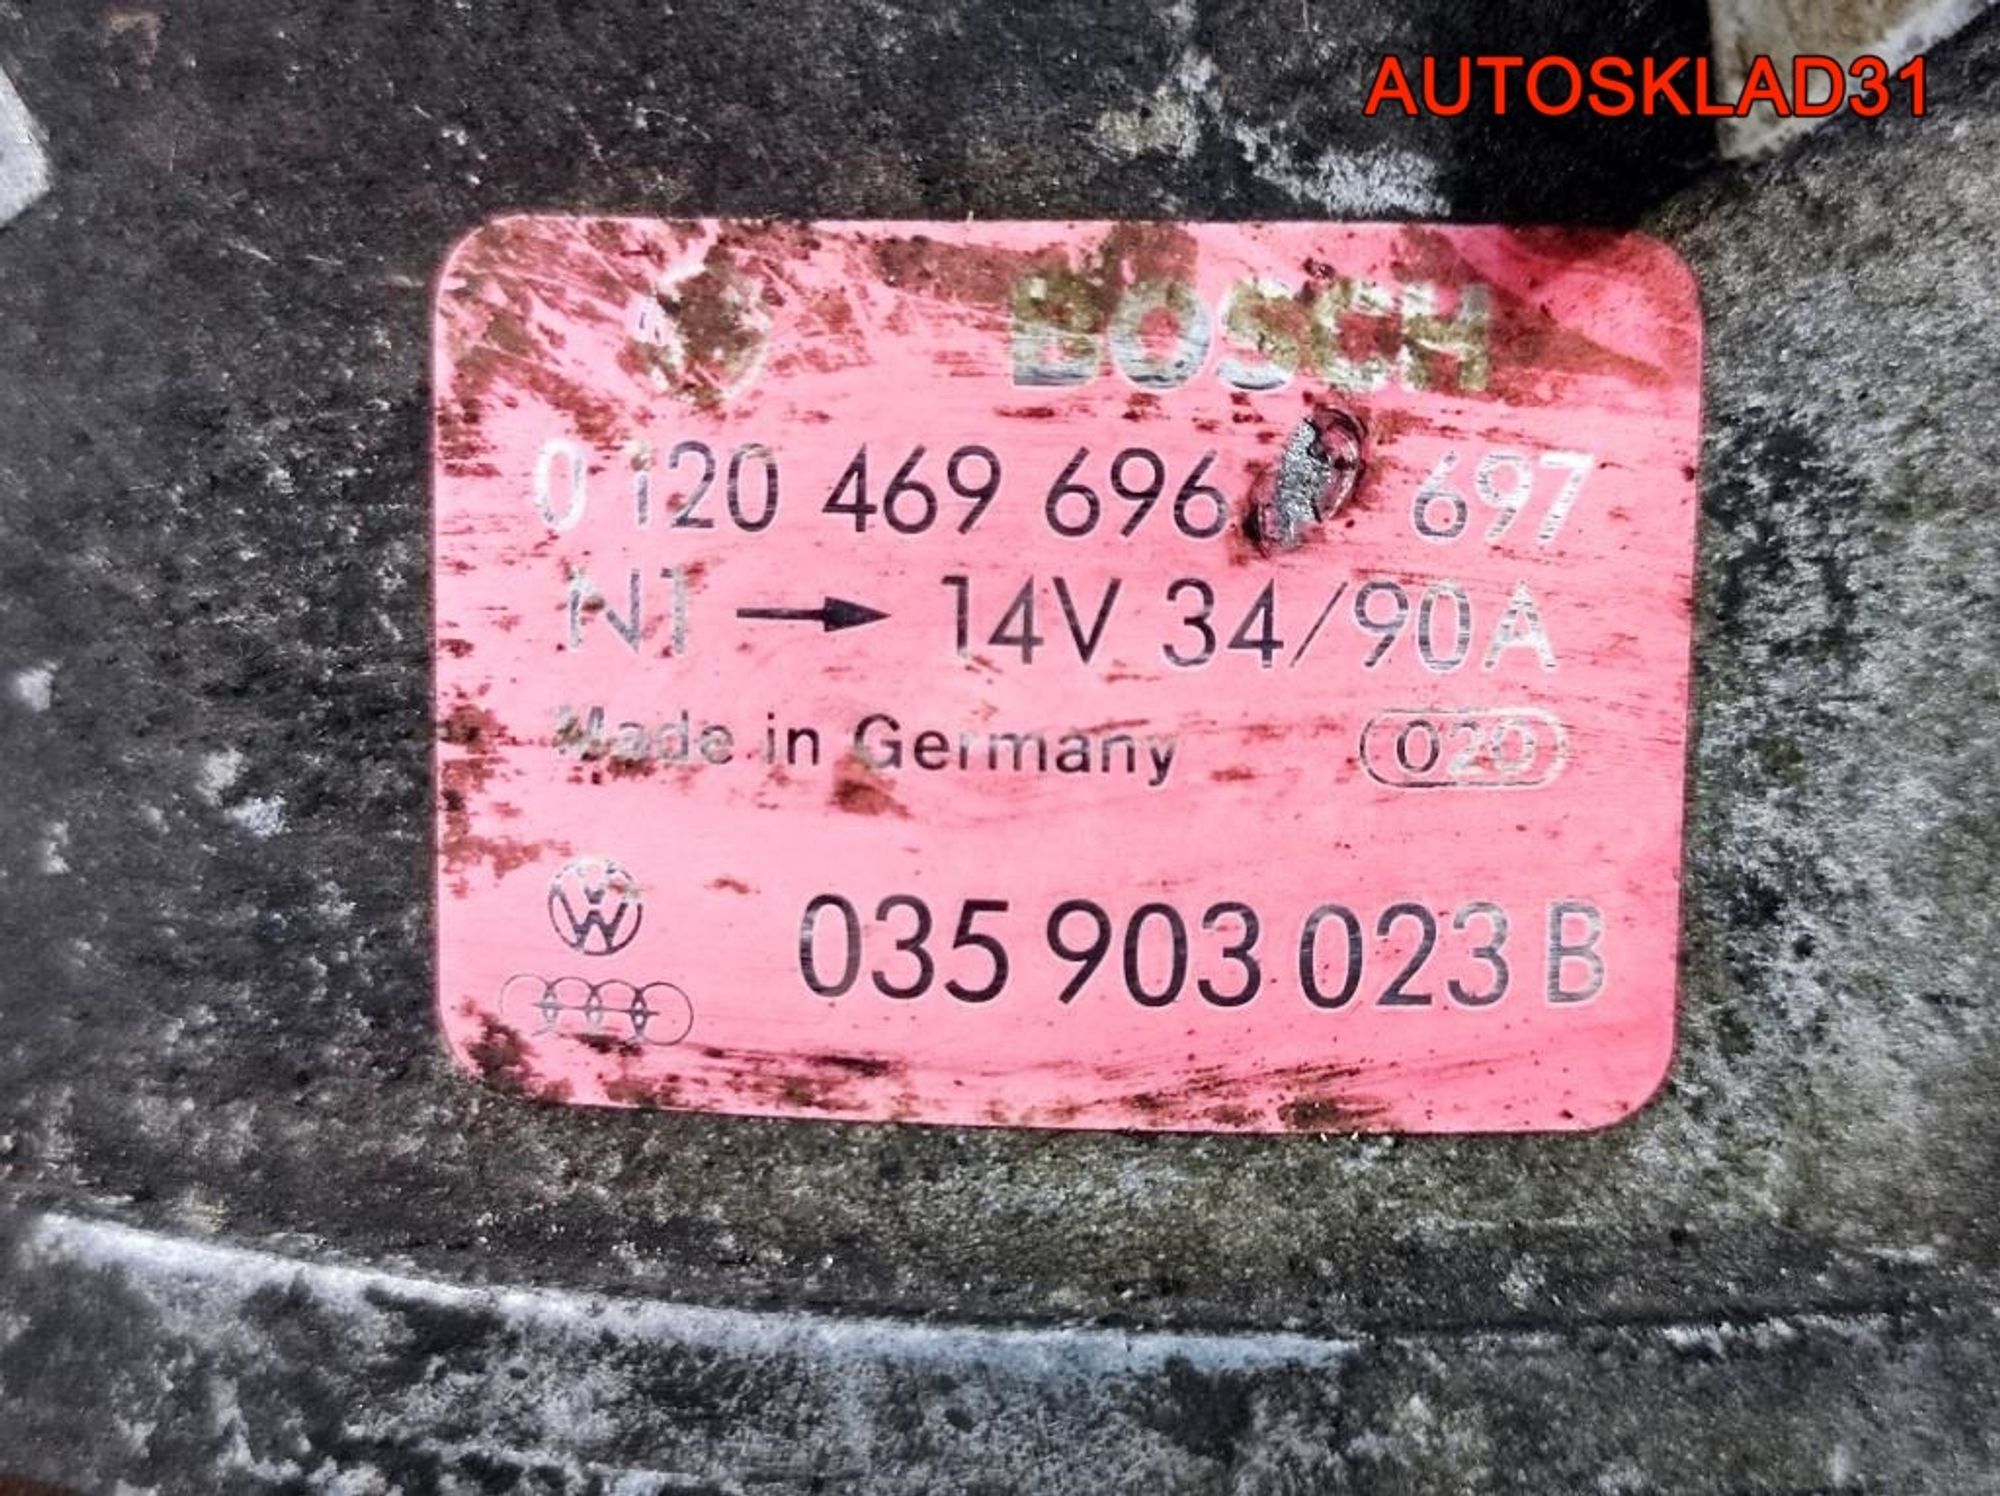 AUTOSKLAD31
BOSCH
0 120 469 696 697
N1 → 14V 34/90A
Made in Germany 020
035 903 023 B